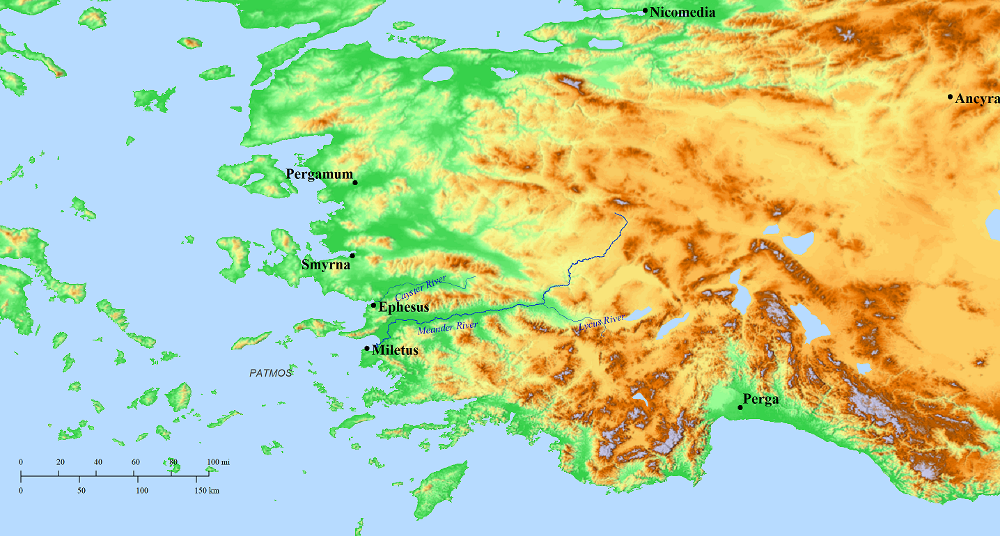 Nicomedia
Ancyra
Pergamum
Smyrna
Cayster River
Ephesus
Meander River
Lycus River
Miletus
PATMOS
Perga
0 20 40 60 80 100 mi
0 50 100 150 km